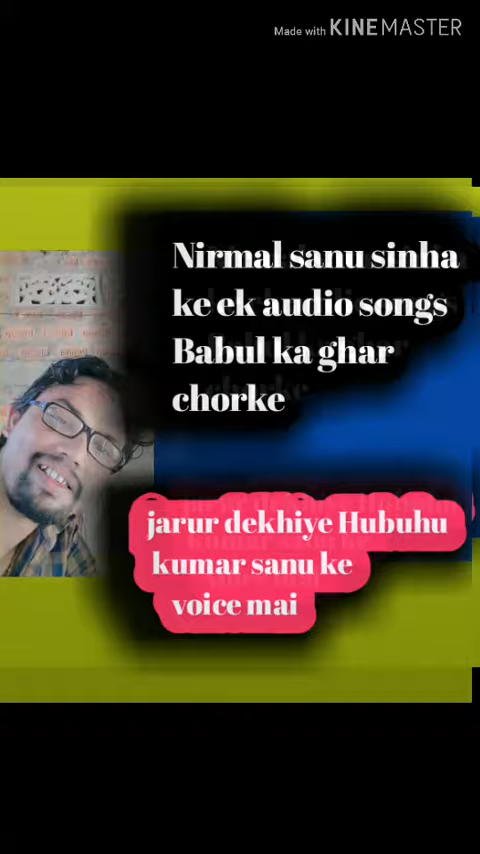 Made with KINEMASTER
Nirmal sanu sinha
ke ek audio songs
Babul ka ghar
chorke
jarur dekhiye Hubuhu
kumar sanu ke
voice mai